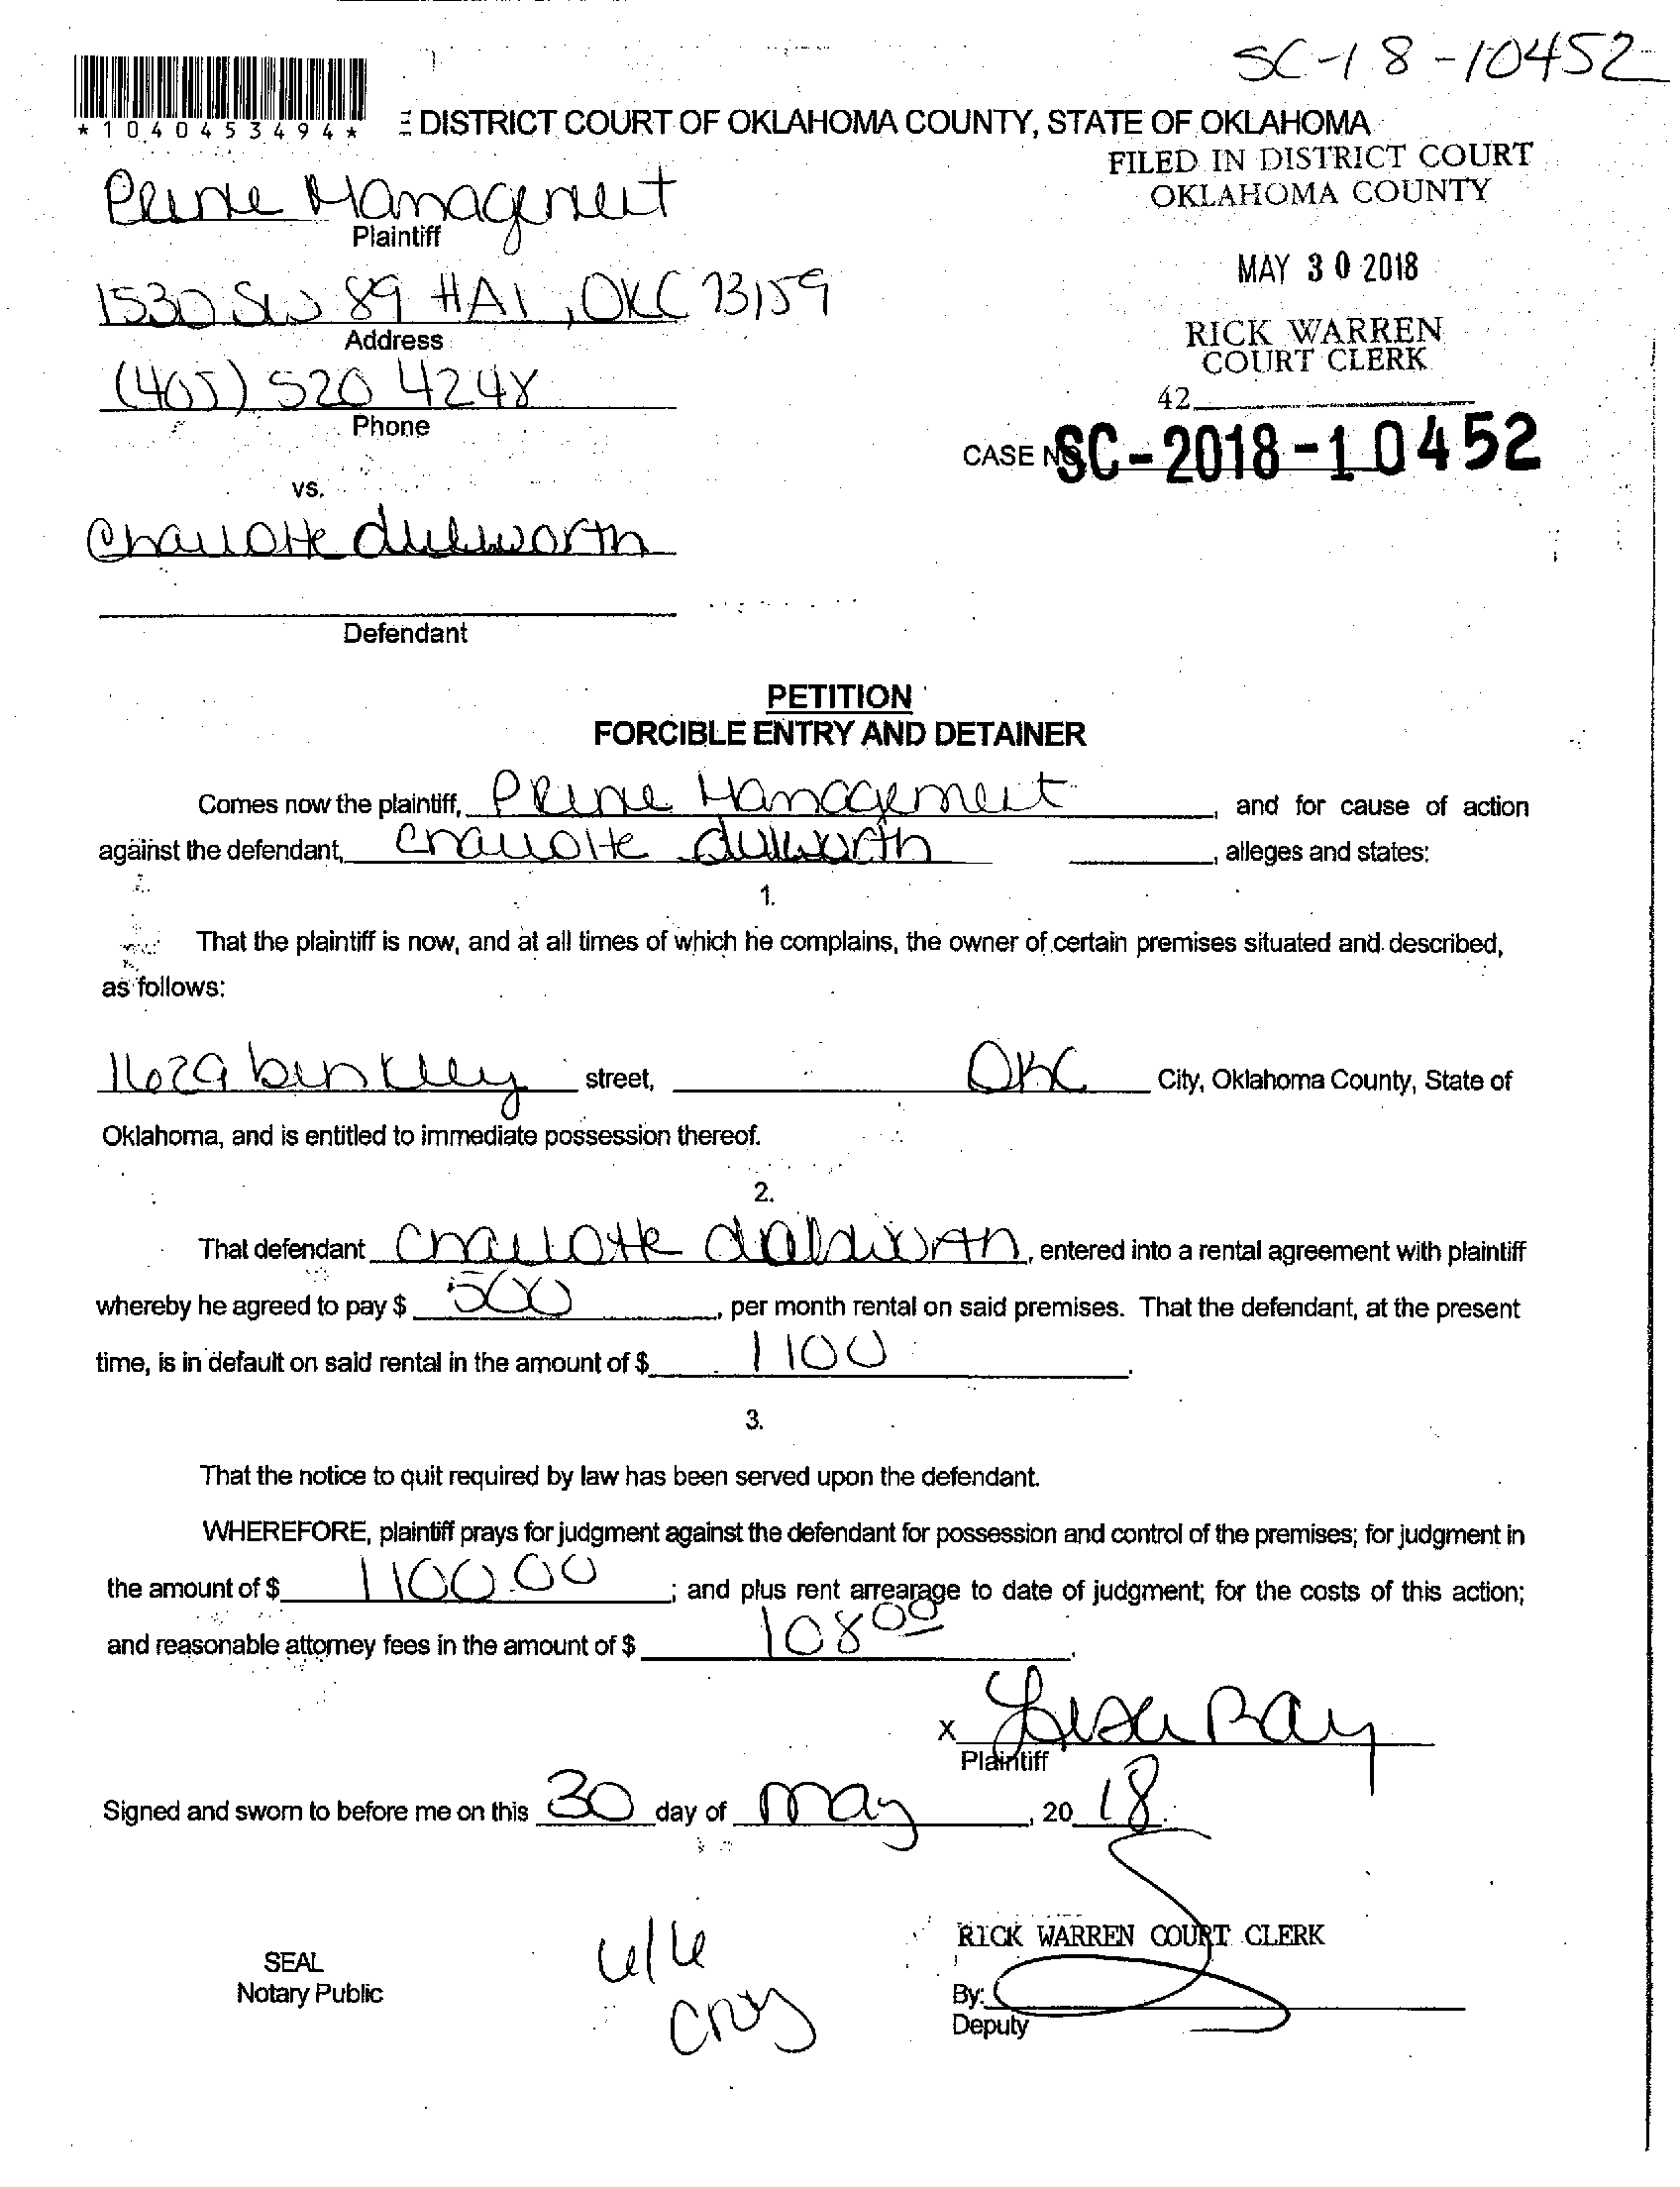 SC-18-10452
*1040453494*
DISTRICT COURT OF OKLAHOMA COUNTY, STATE OF OKLAHOMA
FILED IN DISTRICT COURT
OKLAHOMA COUNTY
Prime Management
Plaintiff
MAY 30 2018
1530 SW 89 #A1, OKC 73159
Address
RICK WARREN
COURT CLERK
(405) 520 4248
Phone
42
CASE NO. SC-2018-10452
vs.
Charlotte dulworth
Defendant
PETITION
FORCIBLE ENTRY AND DETAINER
Comes now the plaintiff, Prime Management, and for cause of action
against the defendant, Charlotte dulworth, alleges and states:
1.
That the plaintiff is now, and at all times of which he complains, the owner of certain premises situated and described,
as follows:
1629 binkley street, OKC City, Oklahoma County, State of
Oklahoma, and is entitled to immediate possession thereof.
2.
That defendant Charlotte, entered into a rental agreement with plaintiff
whereby he agreed to pay $ 500, per month rental on said premises. That the defendant, at the present
time, is in default on said rental in the amount of $ 1100.
3.
That the notice to quit required by law has been served upon the defendant.
WHEREFORE, plaintiff prays for judgment against the defendant for possession and control of the premises; for judgment in
the amount of $ 1100.00; and plus rent arrearage to date of judgment; for the costs of this action;
and reasonable attorney fees in the amount of $ 108 00.
x Lisa Ray
Plaintiff
Signed and sworn to before me on this 30 day of May, 20 18.
RICK WARREN COURT CLERK
SEAL
Notary Public
By:
Deputy